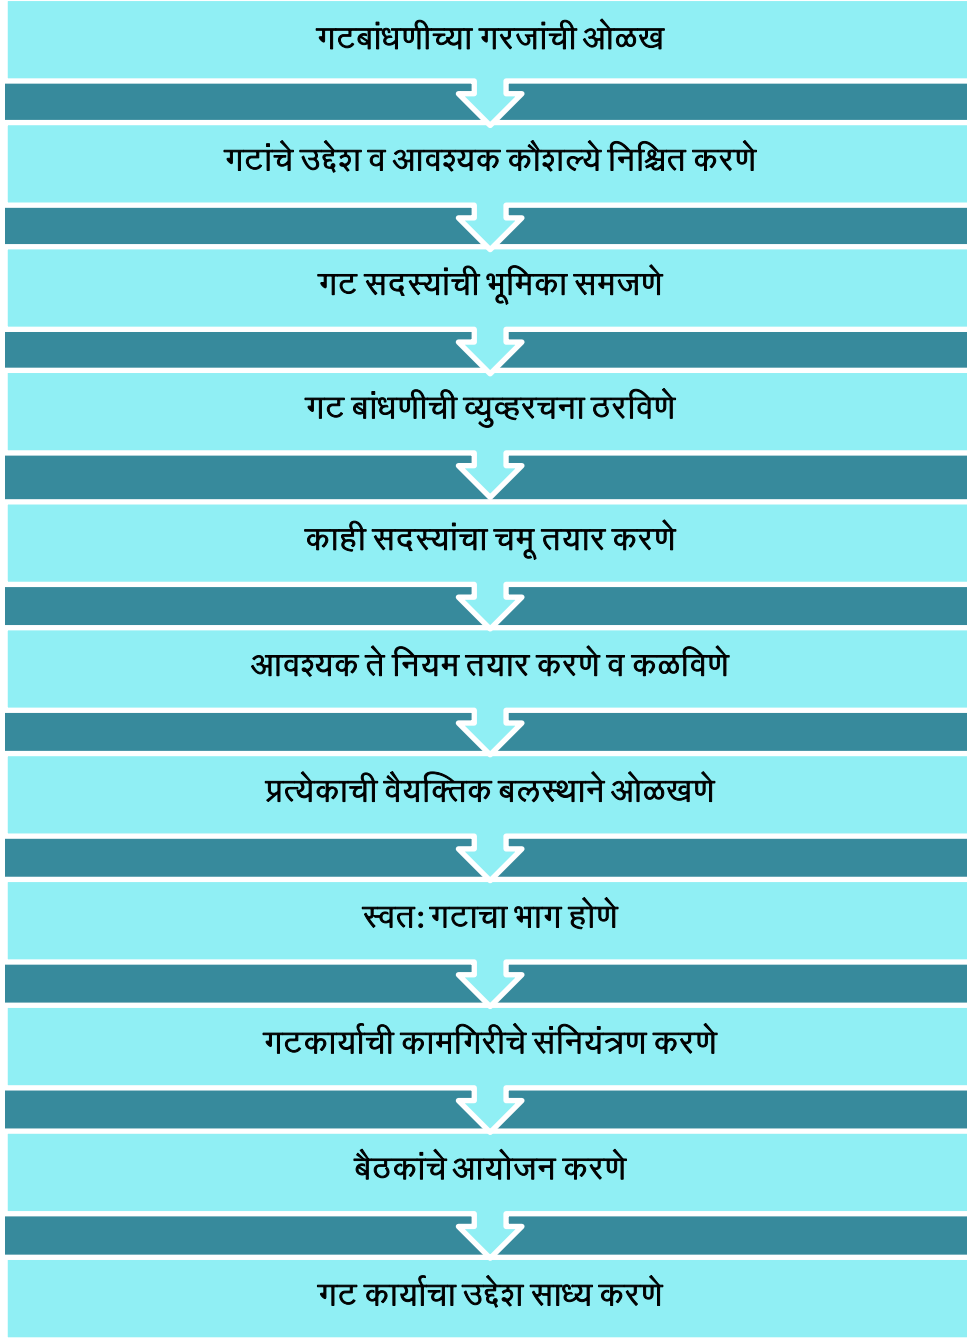 गटबांधणीच्या गरजांची ओळख
गटांचे उद्देश व आवश्यक कौशल्ये निश्चित करणे
गट सदस्यांची भूमिका समजणे
गट बांधणीची व्युव्हरचना ठरविणे
काही सदस्यांचा चमू तयार करणे
आवश्यक ते नियम तयार करणे व कळविणे
प्रत्येकाची वैयक्तिक बलस्थाने ओळखणे
स्वत: गटाचा भाग होणे
गटकार्याची कामगिरीचे संनियंत्रण करणे
बैठकांचे आयोजन करणे
गट कार्याचा उद्देश साध्य करणे